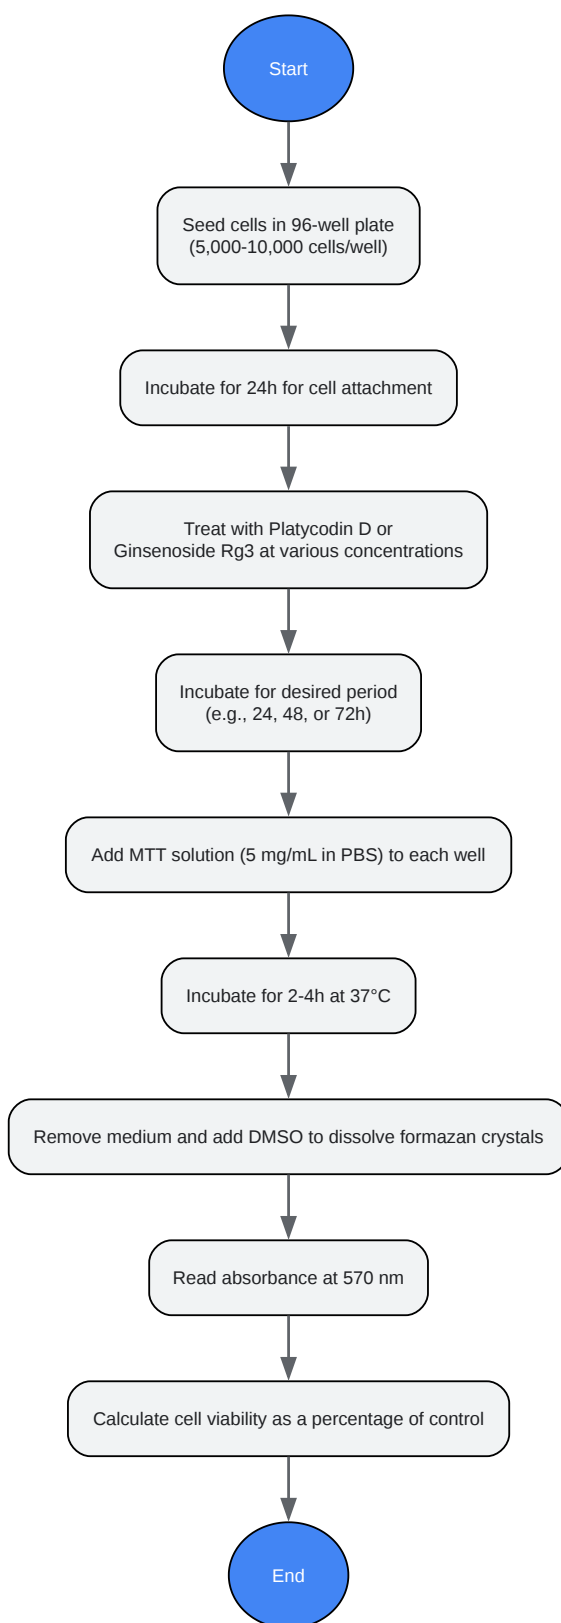 Start
Seed cells in 96-well plate
(5,000-10,000 cells/well)
Incubate for 24h for cell attachment
Treat with Platycodin D or
Ginsenoside Rg3 at various concentrations
Incubate for desired period
(e.g., 24, 48, or 72h)
Add MTT solution (5 mg/mL in PBS) to each well
Incubate for 2-4h at 37°C
Remove medium and add DMSO to dissolve formazan crystals
Read absorbance at 570 nm
Calculate cell viability as a percentage of control
End